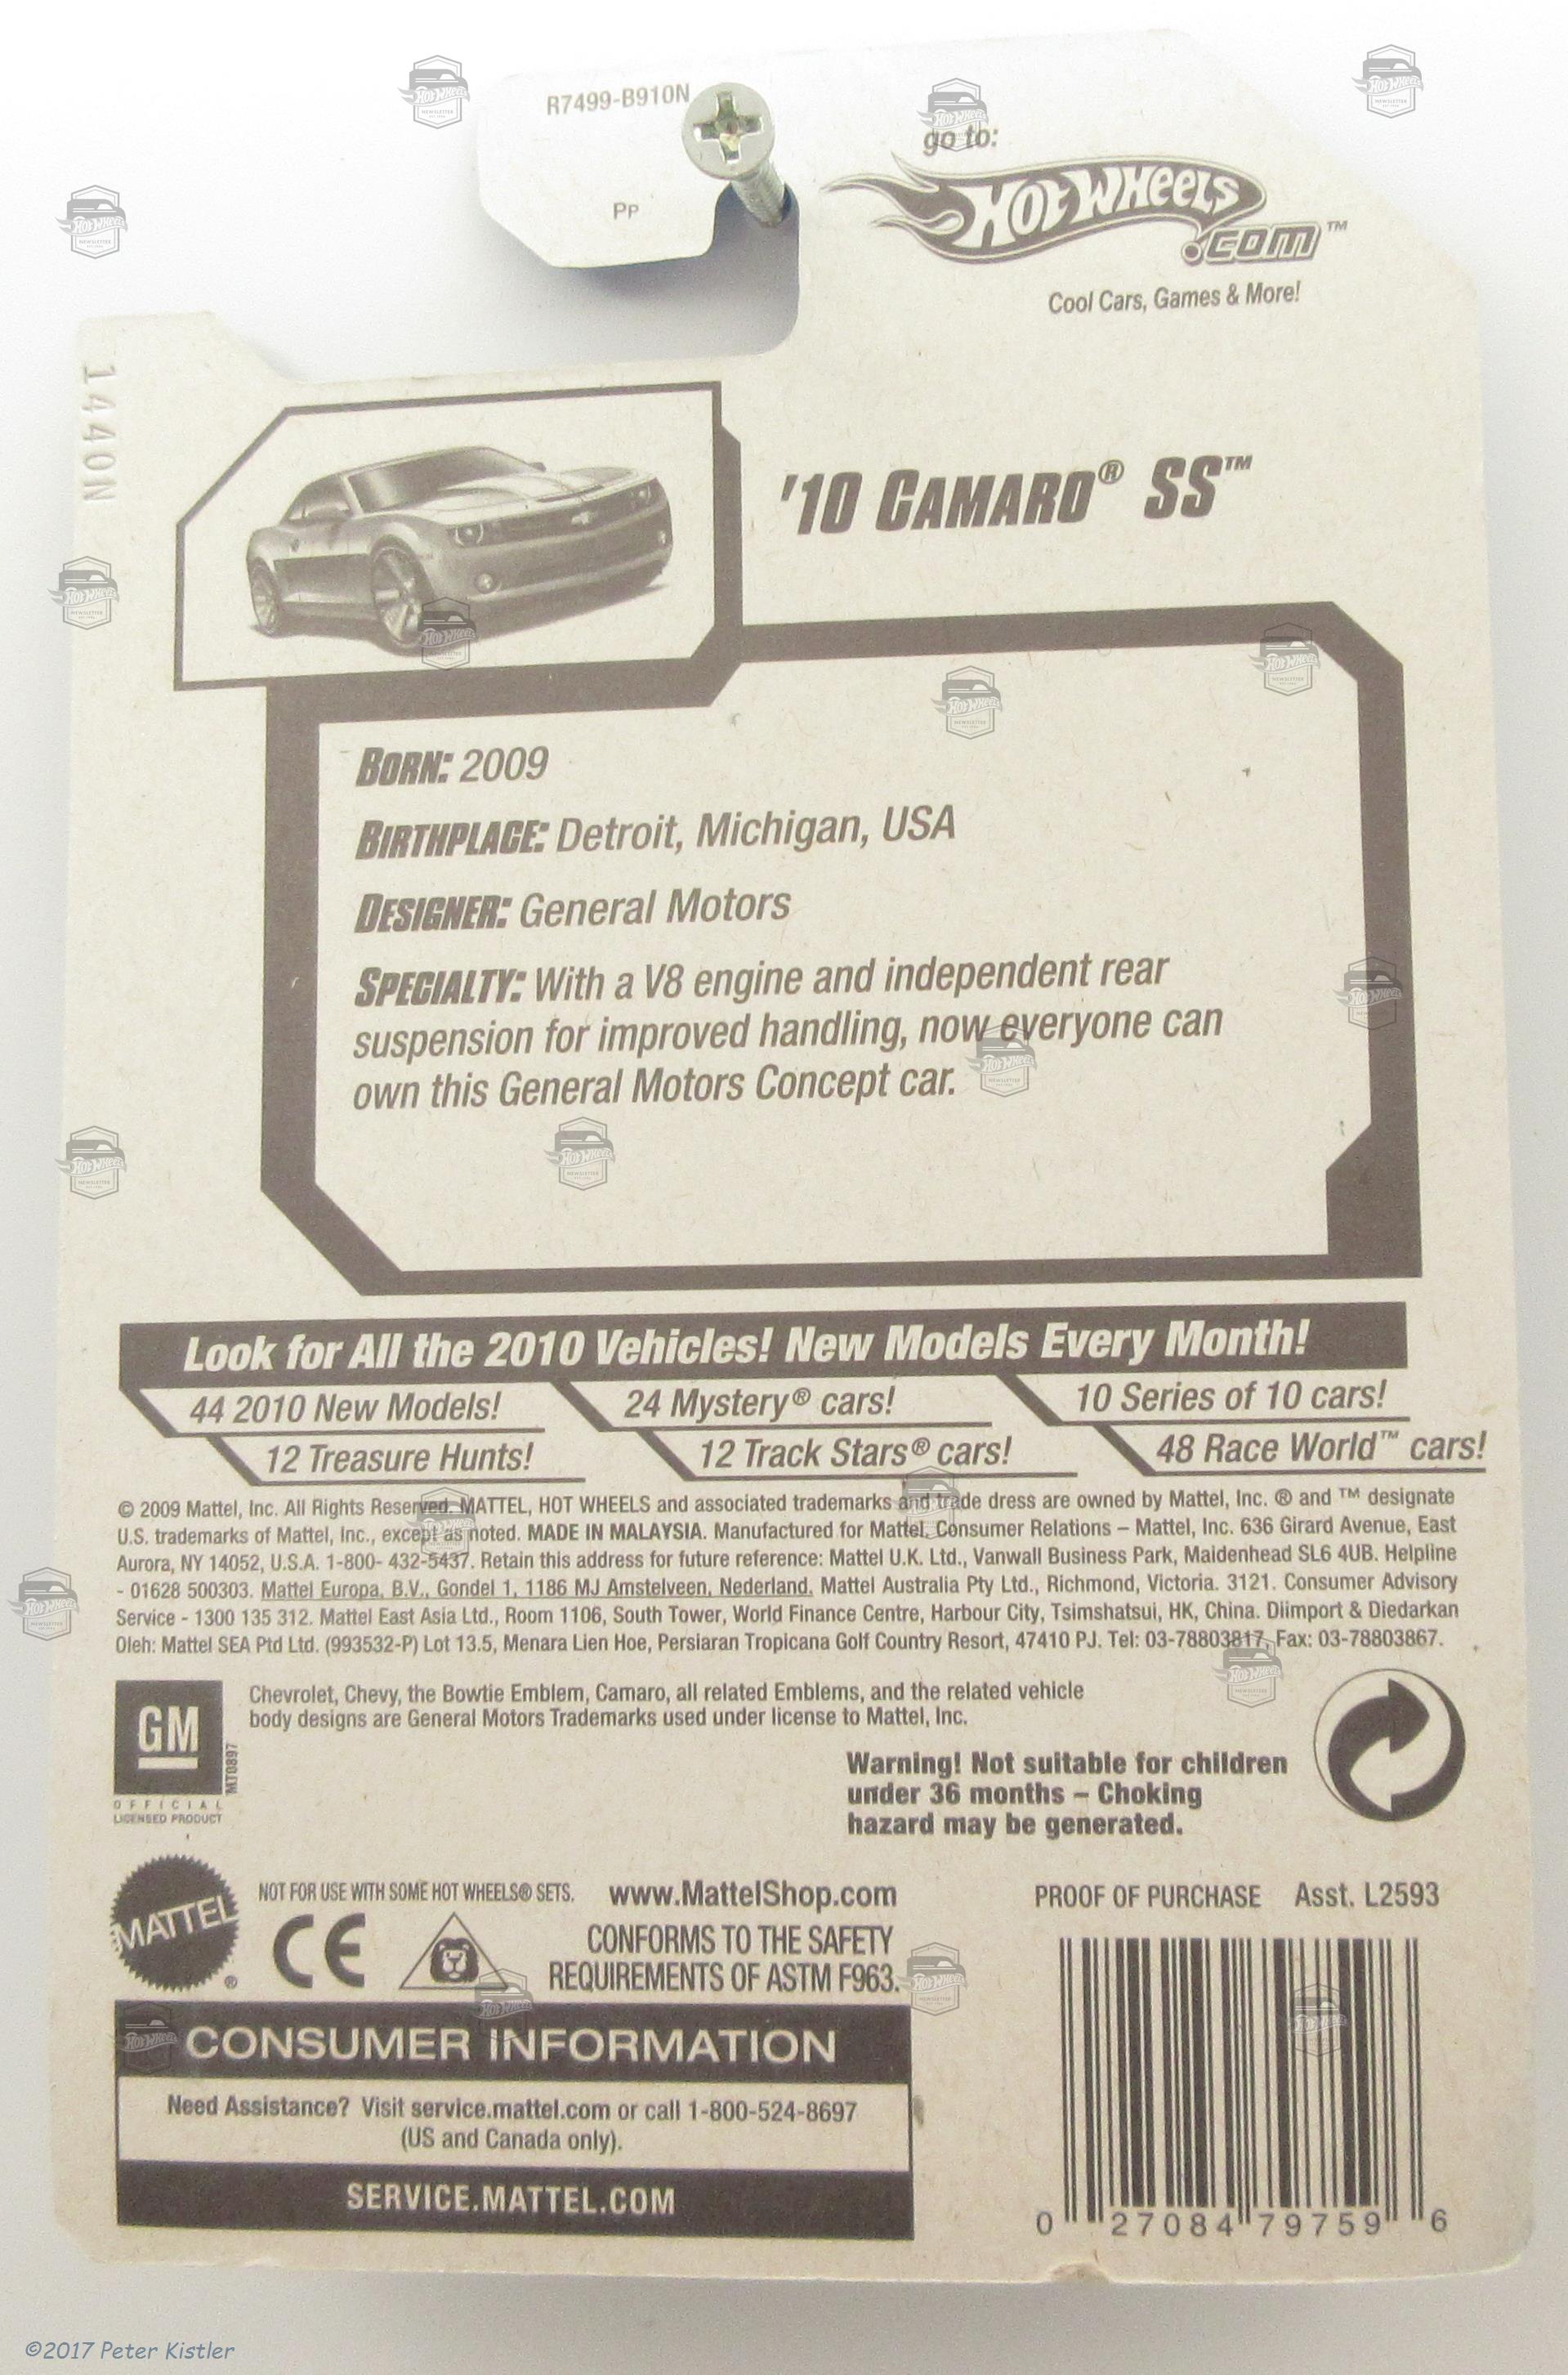 R7499-B910N
PP
go to:
Hot Wheels
.com™
Cool Cars, Games & More!
1440N
'10 CAMARO® SS™
BORN: 2009
BIRTHPLACE: Detroit, Michigan, USA
DESIGNER: General Motors
SPECIALTY: With a V8 engine and independent rear
suspension for improved handling, now everyone can
own this General Motors Concept car.
Look for All the 2010 Vehicles! New Models Every Month!
44 2010 New Models!
24 Mystery® cars!
10 Series of 10 cars!
12 Treasure Hunts!
12 Track Stars® cars!
48 Race World™ cars!
© 2009 Mattel, Inc. All Rights Reserved. MATTEL, HOT WHEELS and associated trademarks and trade dress are owned by Mattel, Inc. ® and ™ designate
U.S. trademarks of Mattel, Inc., except as noted. MADE IN MALAYSIA. Manufactured for Mattel. Consumer Relations – Mattel, Inc. 636 Girard Avenue, East
Aurora, NY 14052, U.S.A. 1-800- 432-5437. Retain this address for future reference: Mattel U.K. Ltd., Vanwall Business Park, Maidenhead SL6 4UB. Helpline
- 01628 500303. Mattel Europa, B.V., Gondel 1, 1186 MJ Amstelveen, Nederland. Mattel Australia Pty Ltd., Richmond, Victoria. 3121. Consumer Advisory
Service - 1300 135 312. Mattel East Asia Ltd., Room 1106, South Tower, World Finance Centre, Harbour City, Tsimshatsui, HK, China. Diimport & Diedarkan
Oleh: Mattel SEA Ptd Ltd. (993532-P) Lot 13.5, Menara Lien Hoe, Persiaran Tropicana Golf Country Resort, 47410 PJ. Tel: 03-78803817, Fax: 03-78803867.
GM
MT0897
OFFICIAL
LICENSED PRODUCT
Chevrolet, Chevy, the Bowtie Emblem, Camaro, all related Emblems, and the related vehicle
body designs are General Motors Trademarks used under license to Mattel, Inc.
Warning! Not suitable for children
under 36 months – Choking
hazard may be generated.
MATTEL®
NOT FOR USE WITH SOME HOT WHEELS® SETS.
www.MattelShop.com
CE
CONFORMS TO THE SAFETY
REQUIREMENTS OF ASTM F963.
PROOF OF PURCHASE Asst. L2593
CONSUMER INFORMATION
Need Assistance? Visit service.mattel.com or call 1-800-524-8697
(US and Canada only).
SERVICE.MATTEL.COM
0 27084 79759 6
©2017 Peter Kistler